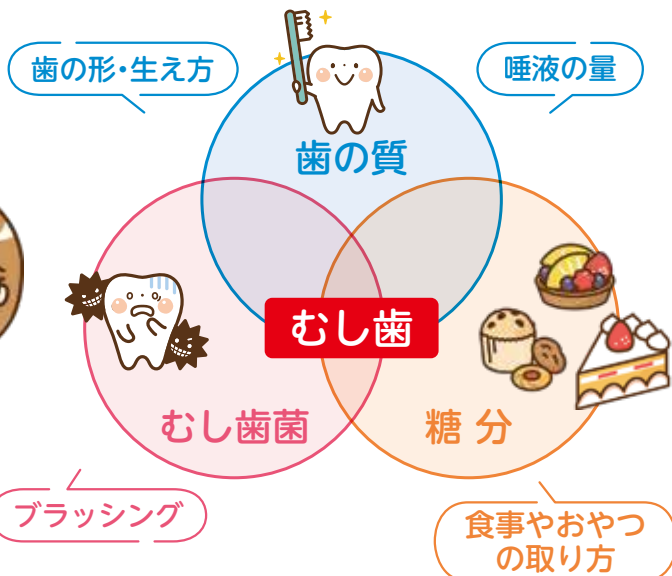 歯の形・生え方
唾液の量
歯の質
むし歯
むし歯菌
糖分
ブラッシング
食事やおやつ
の取り方